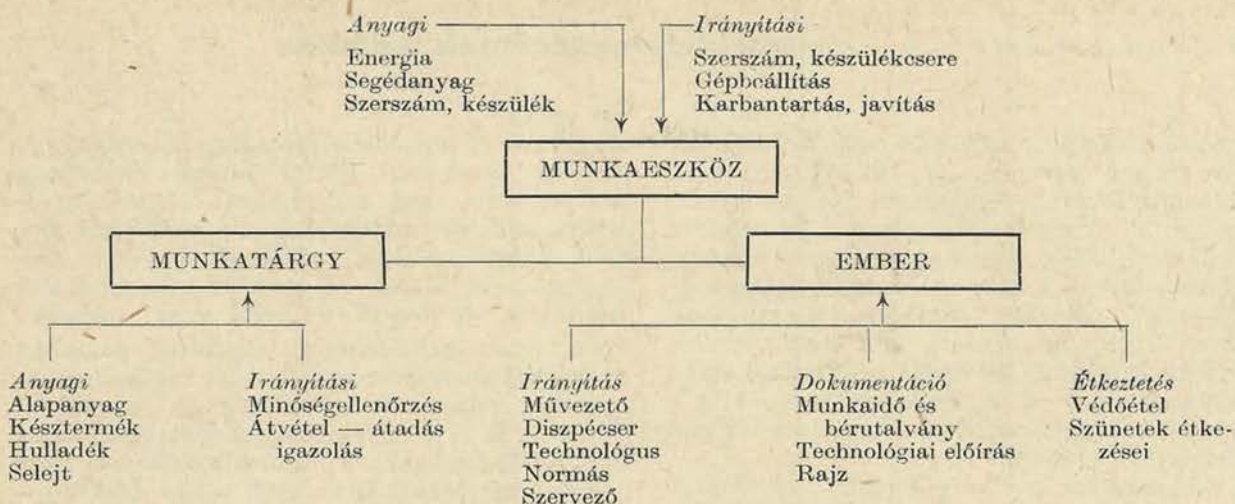 Anyagi
Energia
Segédanyag
Szerszám, készülék
Irányítási
Szerszám, készülékcsere
Gépbeállítás
Karbantartás, javítás
MUNKAESZKÖZ
MUNKATÁRGY
EMBER
Anyagi
Alapanyag
Késztermék
Hulladék
Selejt
Irányítási
Minőségellenőrzés
Átvétel — átadás
igazolás
Irányítás
Művezető
Diszpécser
Technológus
Normás
Szervező
Dokumentáció
Munkaidő és
bérutalvány
Technológiai előírás
Rajz
Étkeztetés
Védőétel
Szünetek étke-
zései